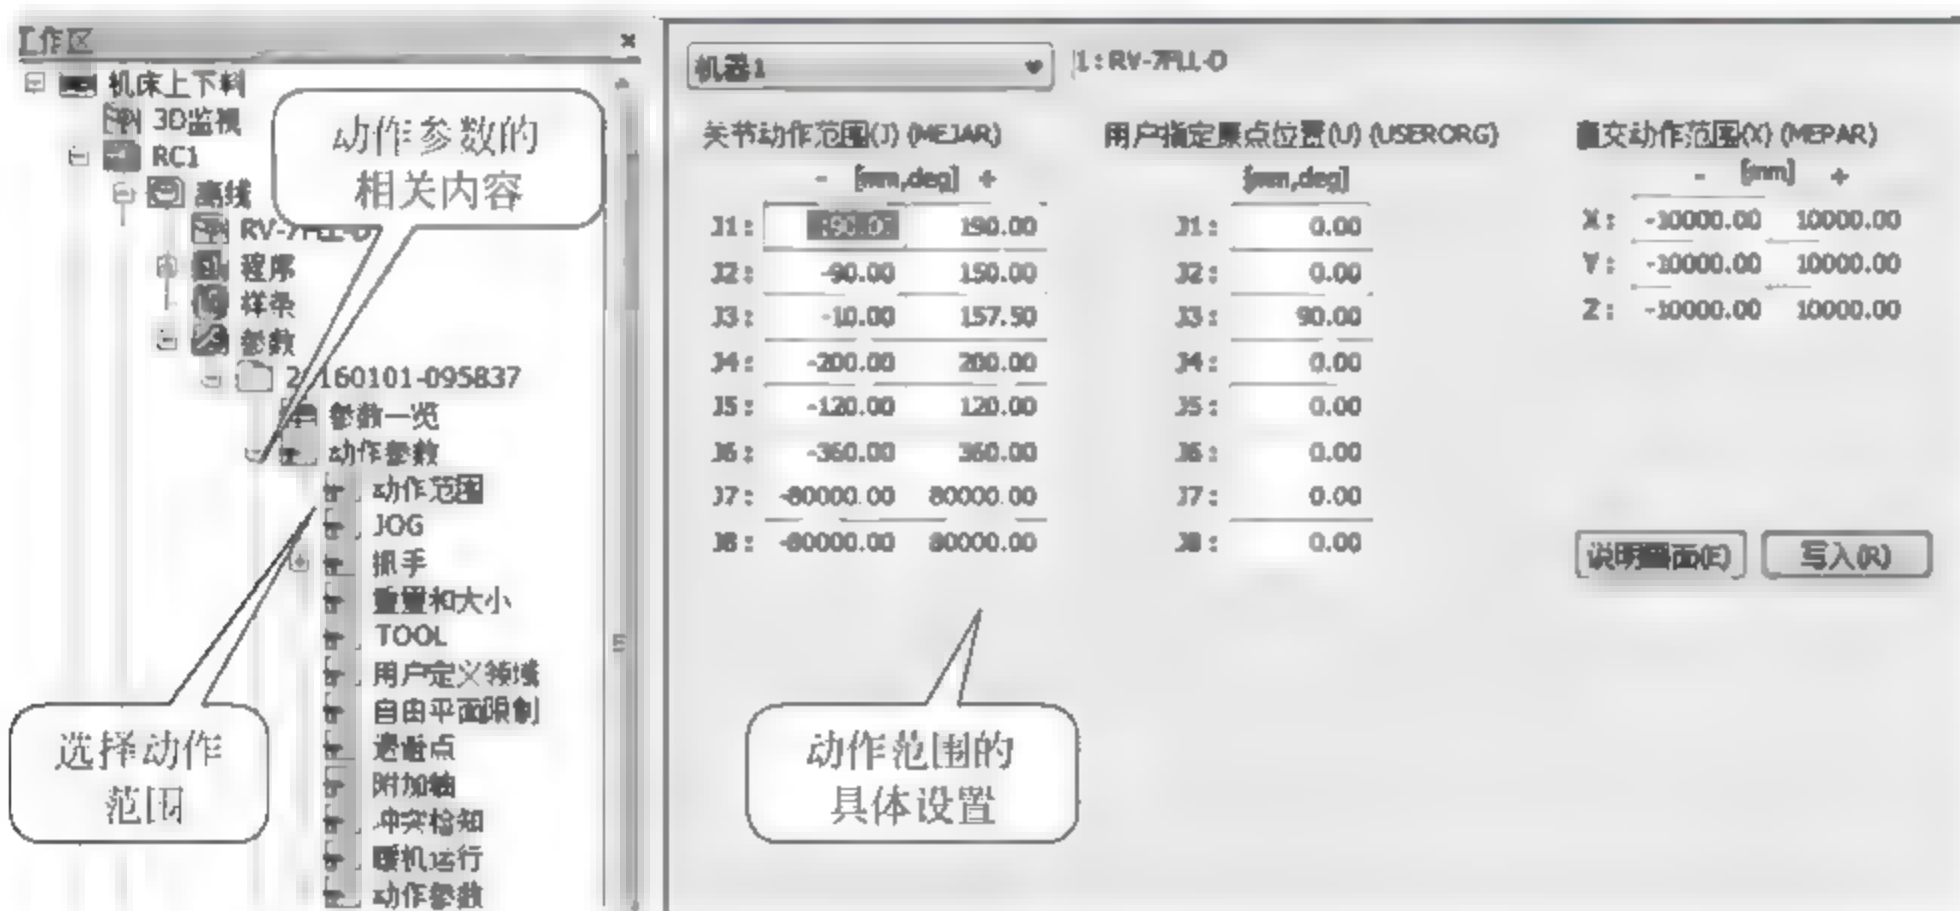 工作区
机床上下料
3D监视
RC1
离线
程序
样条
参数
160101-095837
参数一览
动作参数
动作范围
JOG
抓手
重量和大小
TOOL
用户定义领域
自由平面限制
退避点
附加轴
冲突检知
暖机运行
动作参数
动作参数的
相关内容
选择动作
范围
机器1
1:RV-7FLL-D
关节动作范围(J) (MEJAR)
- [mm,deg] +
J1: 190.00
J2: -90.00 150.00
J3: -10.00 157.50
J4: -200.00 200.00
J5: -120.00 120.00
J6: -360.00 360.00
J7: -80000.00 80000.00
J8: -80000.00 80000.00
用户指定原点位置(U) (USERORG)
[mm,deg]
J1: 0.00
J2: 0.00
J3: 90.00
J4: 0.00
J5: 0.00
J6: 0.00
J7: 0.00
J8: 0.00
直交动作范围(X) (MEPAR)
- [mm] +
X: -10000.00 10000.00
Y: -10000.00 10000.00
Z: -10000.00 10000.00
说明画面(E)
写入(R)
动作范围的
具体设置